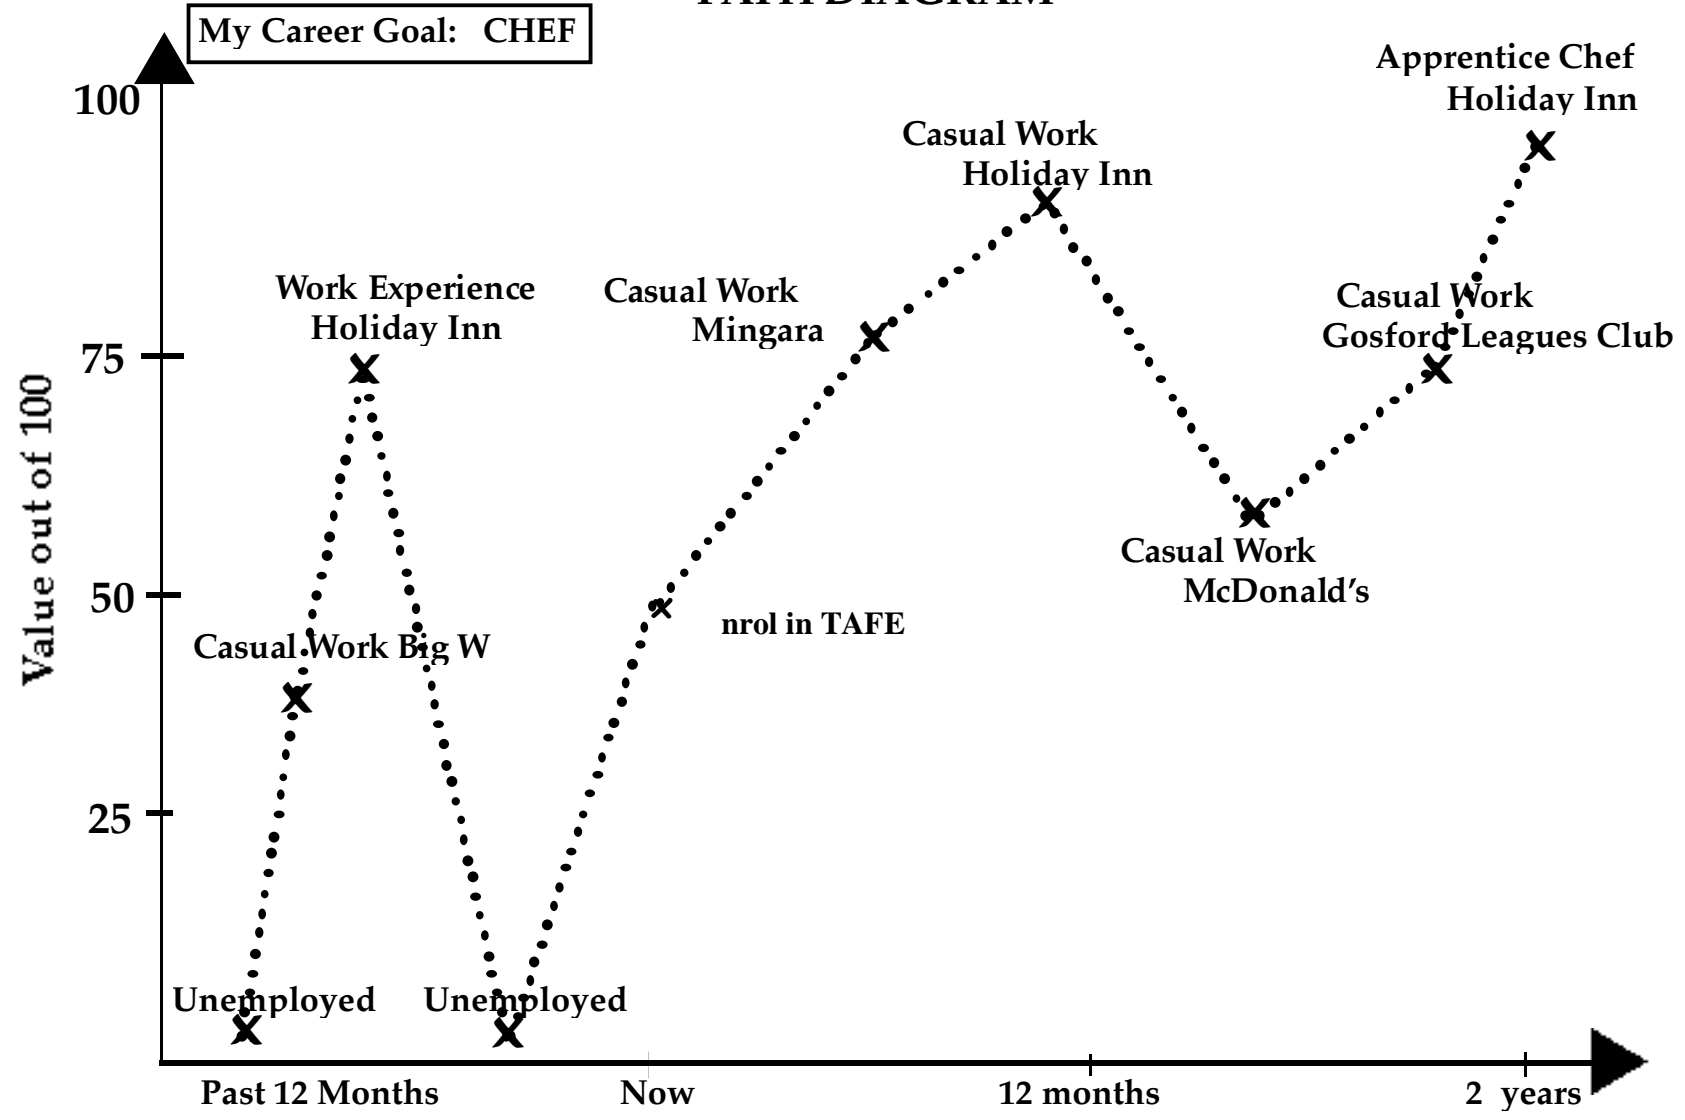 PATH DIAGRAM
My Career Goal: CHEF
100
75
50
25
Value out of 100
Apprentice Chef
Holiday Inn
Casual Work
Holiday Inn
Work Experience
Holiday Inn
Casual Work
Mingara
Casual Work
Gosford Leagues Club
Casual Work
McDonald's
nrol in TAFE
Casual Work Big W
Unemployed
Unemployed
Past 12 Months
Now
12 months
2 years